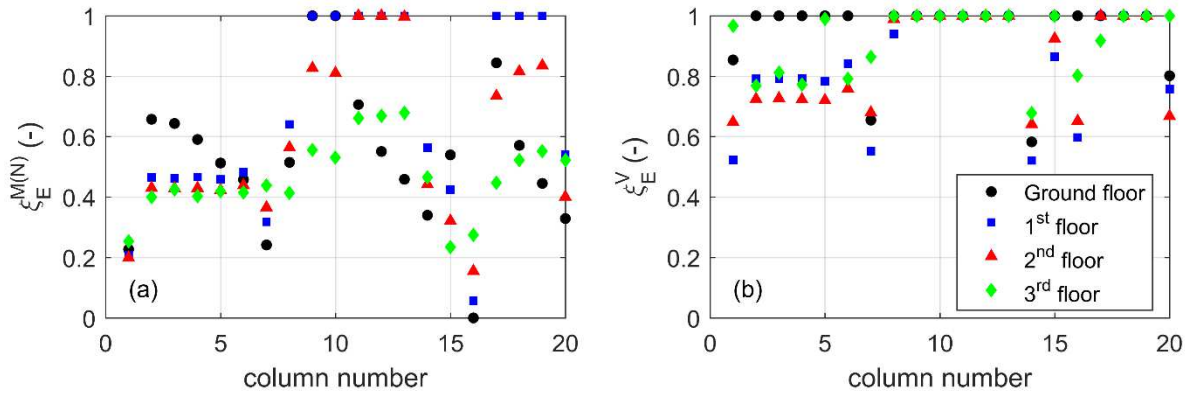 ξ_E^M(N) (-)
1
0.8
0.6
0.4
0.2
0
(a)
0 5 10 15 20
column number
ξ_E^V (-)
1
0.8
0.6
0.4
0.2
0
(b)
0 5 10 15 20
column number
Ground floor
1st floor
2nd floor
3rd floor